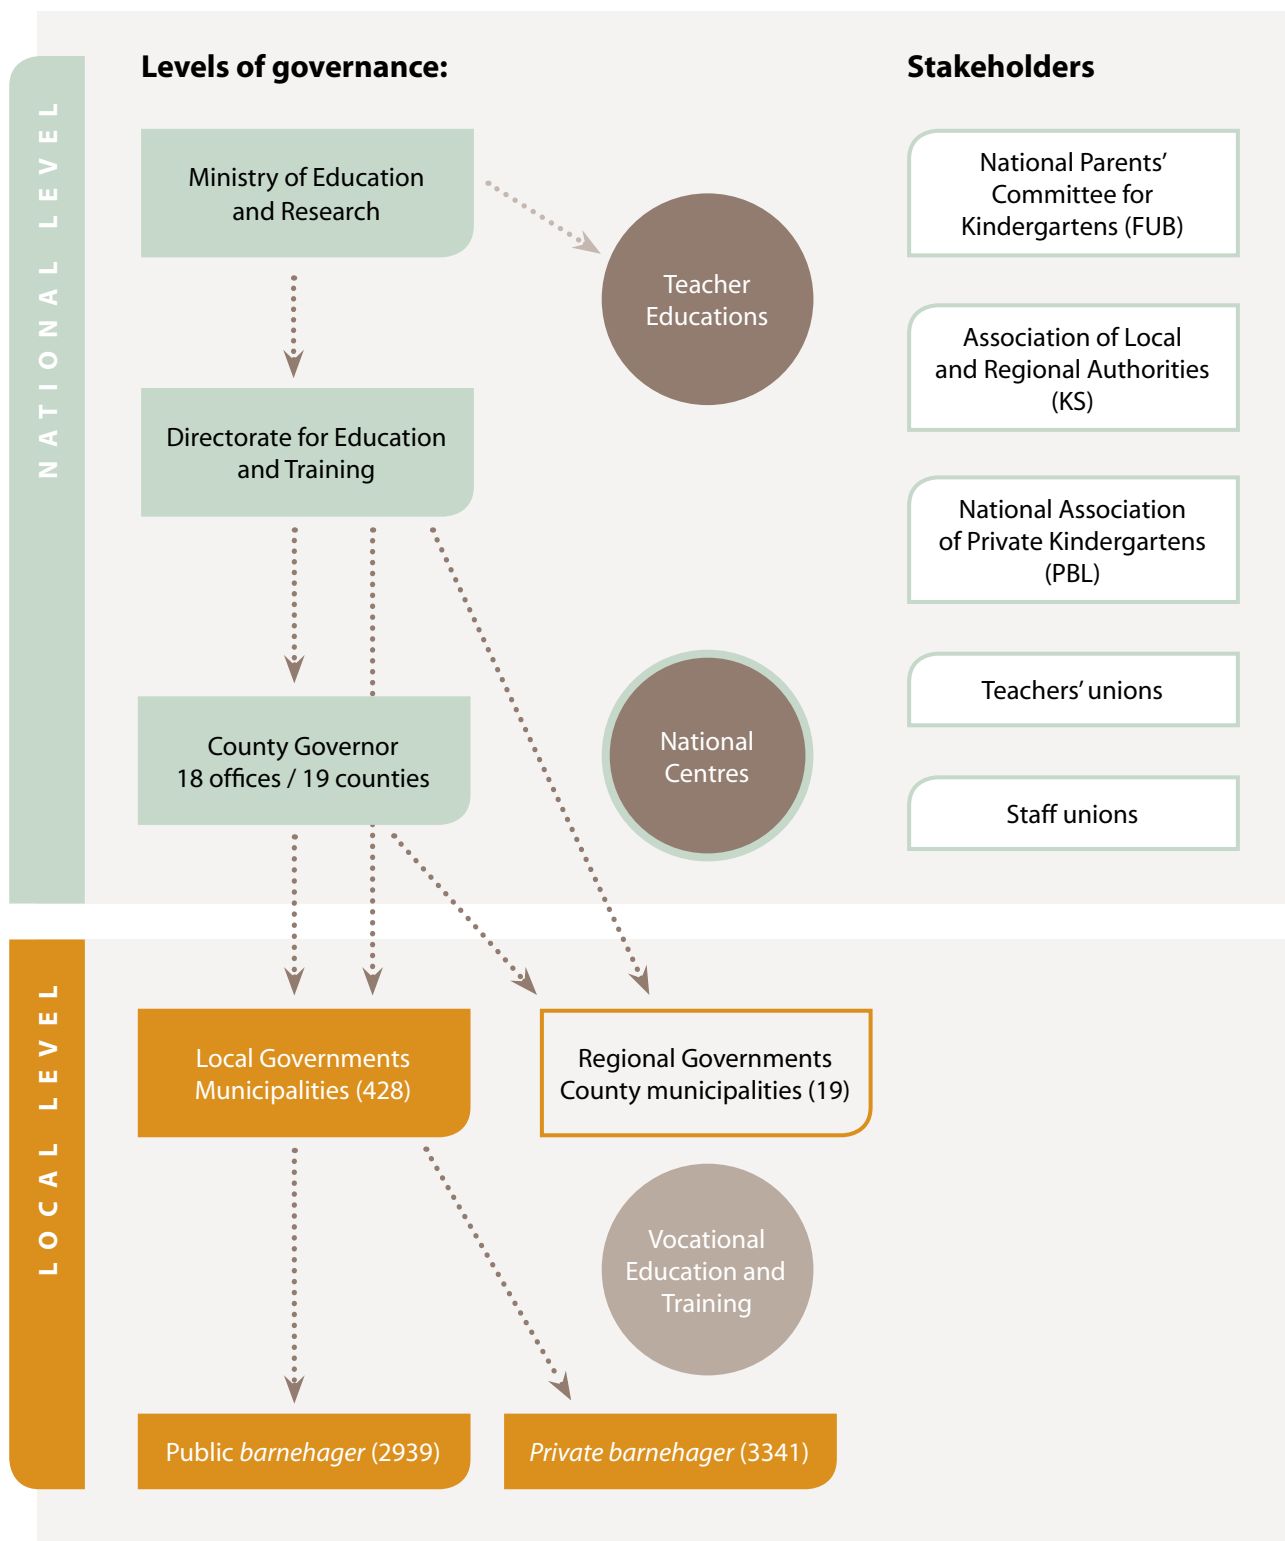 Levels of governance:
Stakeholders
NATIONAL LEVEL
Ministry of Education
and Research
Teacher
Educations
Directorate for Education
and Training
County Governor
18 offices / 19 counties
National
Centres
National Parents’
Committee for
Kindergartens (FUB)
Association of Local
and Regional Authorities
(KS)
National Association
of Private Kindergartens
(PBL)
Teachers’ unions
Staff unions
LOCAL LEVEL
Local Governments
Municipalities (428)
Regional Governments
County municipalities (19)
Vocational
Education and
Training
Public barnehager (2939)
Private barnehager (3341)